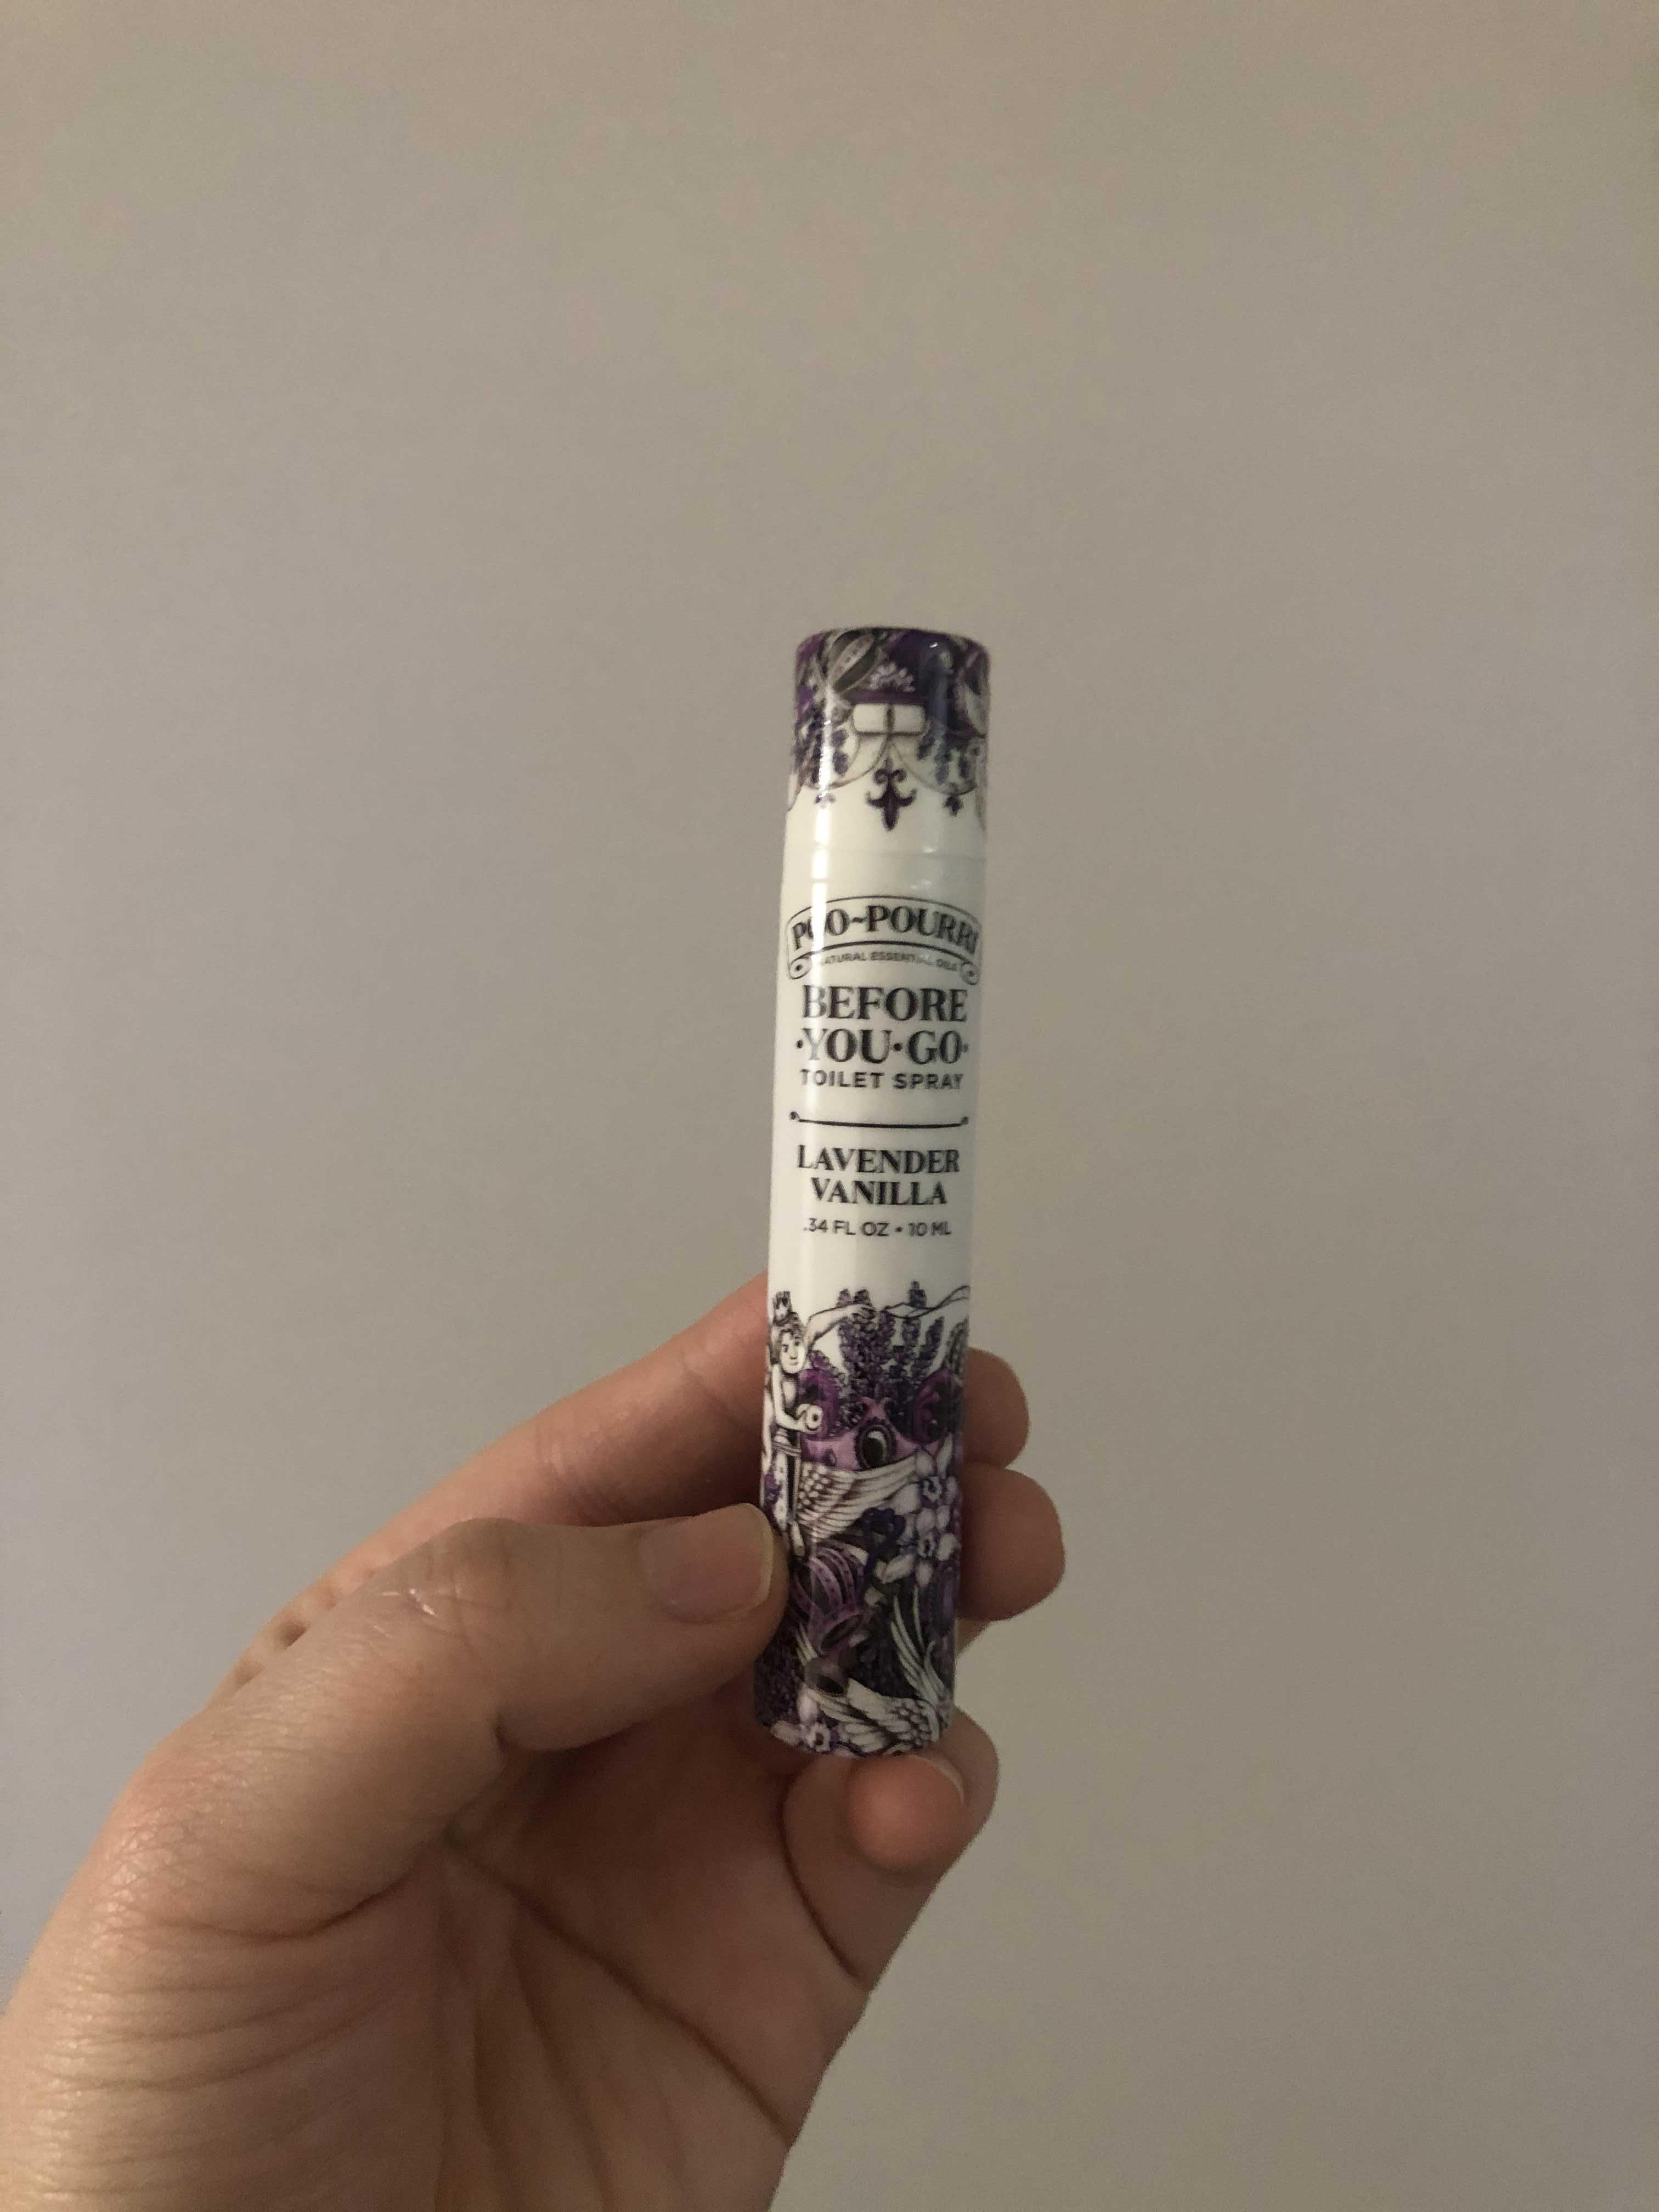 POO~POURRI
NATURAL ESSENTIAL OILS
BEFORE
·YOU·GO·
TOILET SPRAY
LAVENDER
VANILLA
.34 FL OZ • 10 ML